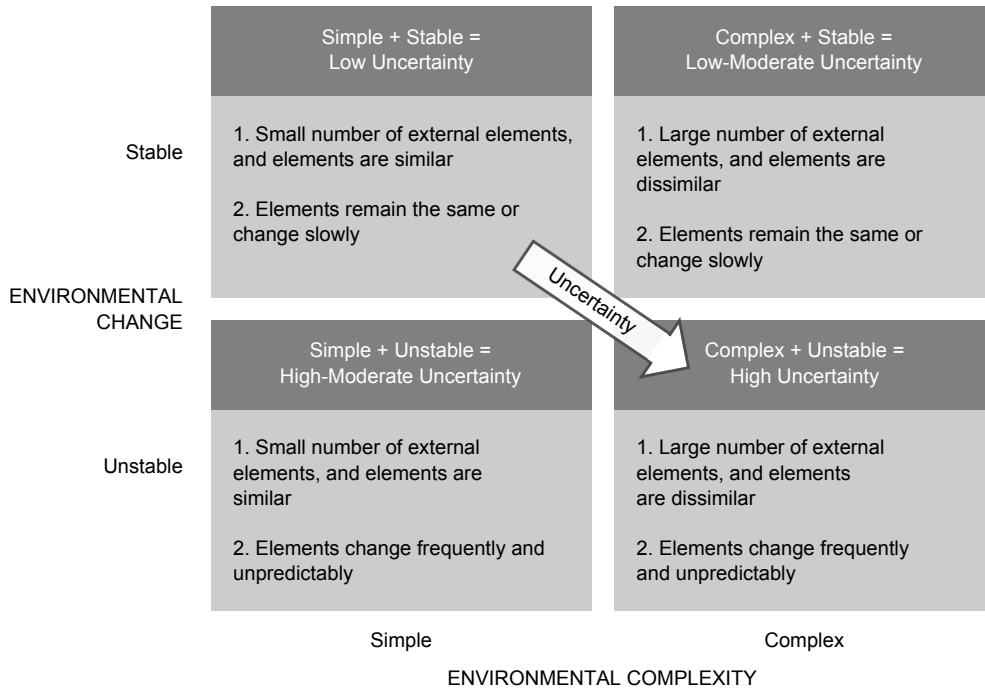 Simple + Stable =
Low Uncertainty
Complex + Stable =
Low-Moderate Uncertainty
Stable
1. Small number of external elements,
and elements are similar
2. Elements remain the same or
change slowly
1. Large number of external
elements, and elements are
dissimilar
2. Elements remain the same or
change slowly
Uncertainty
ENVIRONMENTAL
CHANGE
Simple + Unstable =
High-Moderate Uncertainty
Complex + Unstable =
High Uncertainty
Unstable
1. Small number of external
elements, and elements are
similar
2. Elements change frequently and
unpredictably
1. Large number of external
elements, and elements
are dissimilar
2. Elements change frequently
and unpredictably
Simple
Complex
ENVIRONMENTAL COMPLEXITY